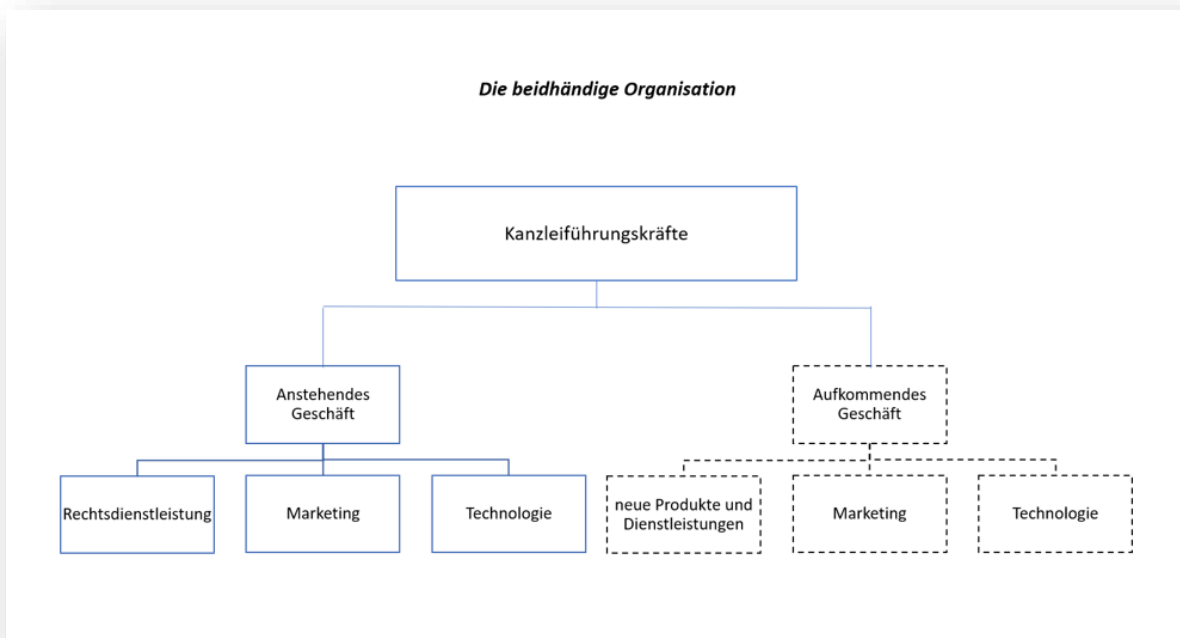 Die beidhändige Organisation
Kanzleiführungskräfte
Anstehendes
Geschäft
Aufkommendes
Geschäft
Rechtsdienstleistung
Marketing
Technologie
neue Produkte und
Dienstleistungen
Marketing
Technologie